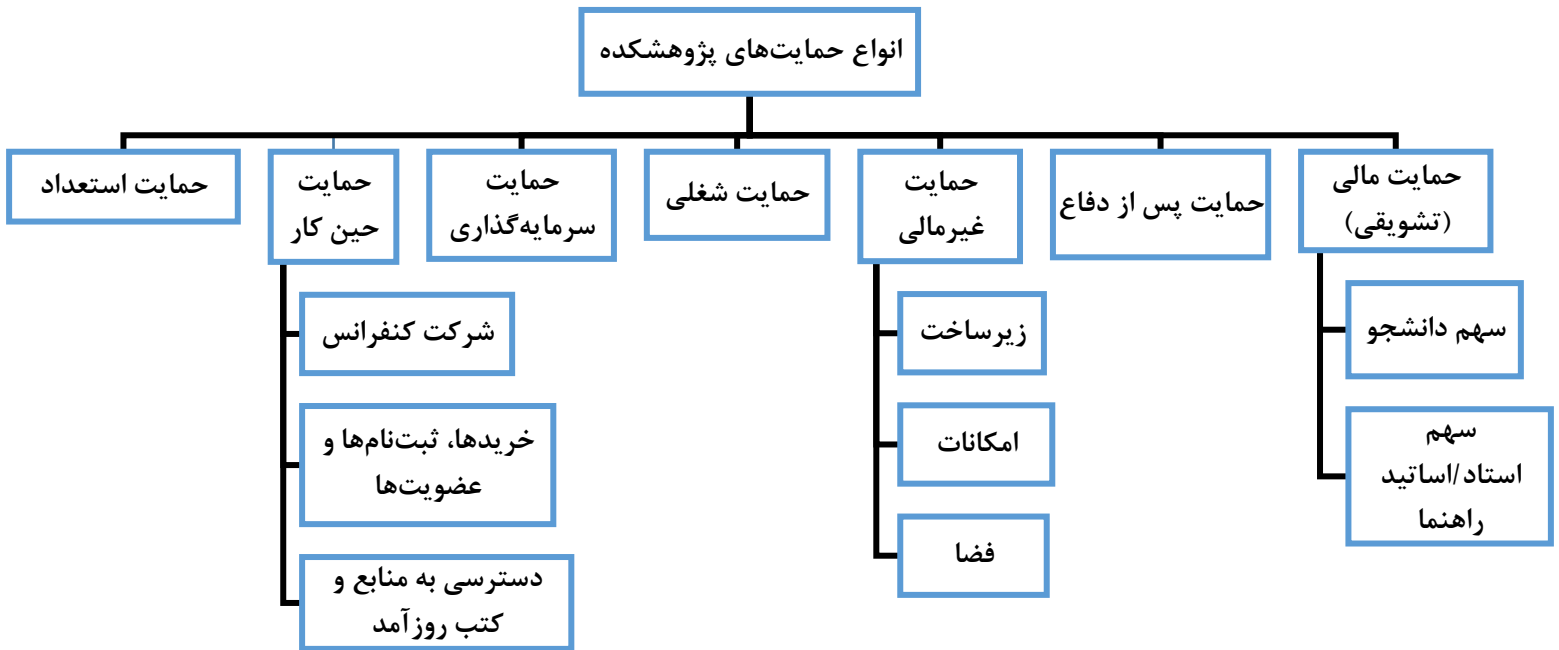 انواع حمایت‌های پژوهشکده
حمایت مالی
(تشویقی)
سهم دانشجو
سهم
استاد/اساتید
راهنما
حمایت پس از دفاع
حمایت
غیرمالی
زیرساخت
امکانات
فضا
حمایت شغلی
حمایت
سرمایه‌گذاری
حمایت
حین کار
شرکت کنفرانس
خریدها، ثبت‌نام‌ها و
عضویت‌ها
دسترسی به منابع و
کتب روزآمد
حمایت استعداد